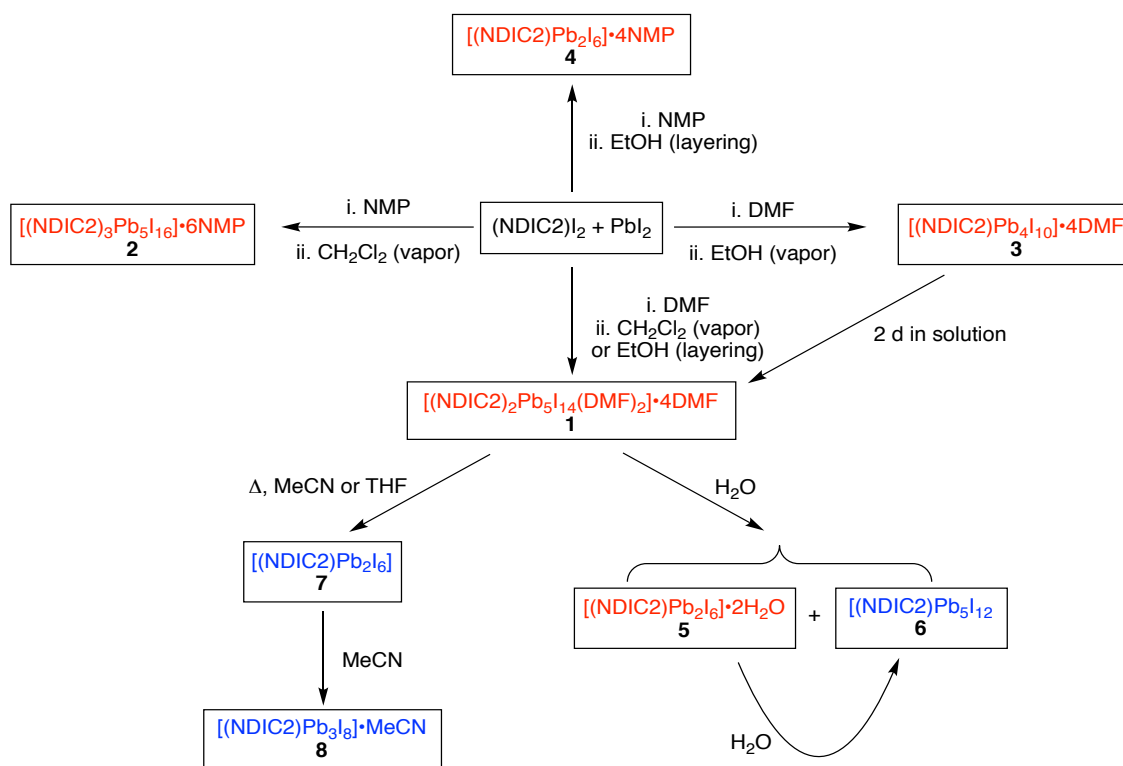 [(NDIC2)Pb₂I₆]•4NMP
4
i. NMP
ii. EtOH (layering)
[(NDIC2)₃Pb₅I₁₆]•6NMP
2
i. NMP
ii. CH₂Cl₂ (vapor)
(NDIC2)I₂ + PbI₂
i. DMF
ii. EtOH (vapor)
[(NDIC2)Pb₄I₁₀]•4DMF
3
i. DMF
ii. CH₂Cl₂ (vapor)
or EtOH (layering)
2 d in solution
[(NDIC2)₂Pb₅I₁₄(DMF)₂]•4DMF
1
Δ, MeCN or THF
H₂O
[(NDIC2)Pb₂I₆]
7
[(NDIC2)Pb₂I₆]•2H₂O
5
+
[(NDIC2)Pb₅I₁₂
6
MeCN
H₂O
[(NDIC2)Pb₃I₈]•MeCN
8